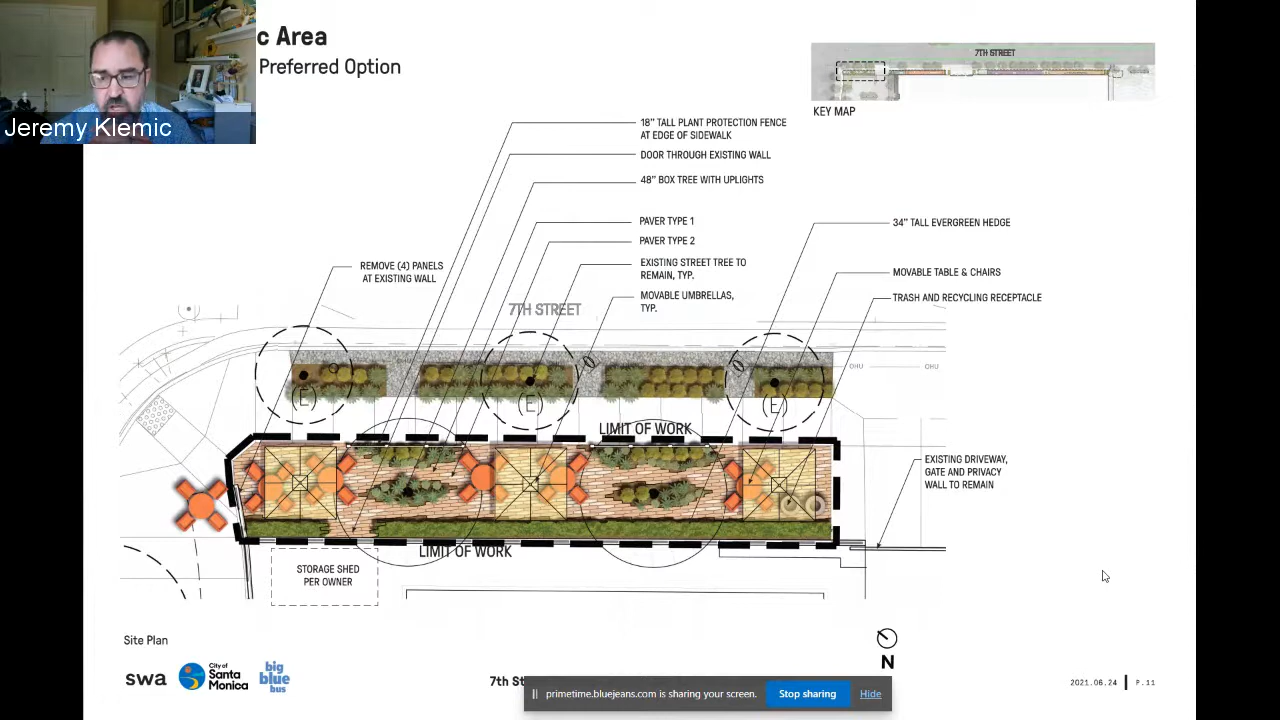 c Area
Preferred Option
Jeremy Klemic
7TH STREET
KEY MAP
18" TALL PLANT PROTECTION FENCE
AT EDGE OF SIDEWALK
DOOR THROUGH EXISTING WALL
48" BOX TREE WITH UPLIGHTS
PAVER TYPE 1
PAVER TYPE 2
EXISTING STREET TREE TO
REMAIN, TYP.
MOVABLE UMBRELLAS,
TYP.
34" TALL EVERGREEN HEDGE
MOVABLE TABLE & CHAIRS
TRASH AND RECYCLING RECEPTACLE
REMOVE (4) PANELS
AT EXISTING WALL
7TH STREET
OHU
OHU
(E)
(E)
(E)
LIMIT OF WORK
EXISTING DRIVEWAY,
GATE AND PRIVACY
WALL TO REMAIN
LIMIT OF WORK
STORAGE SHED
PER OWNER
Site Plan
N
swa
City of
Santa
Monica
big
blue
bus
7th St
2021.06.24
P.11
primetime.bluejeans.com is sharing your screen.
Stop sharing
Hide